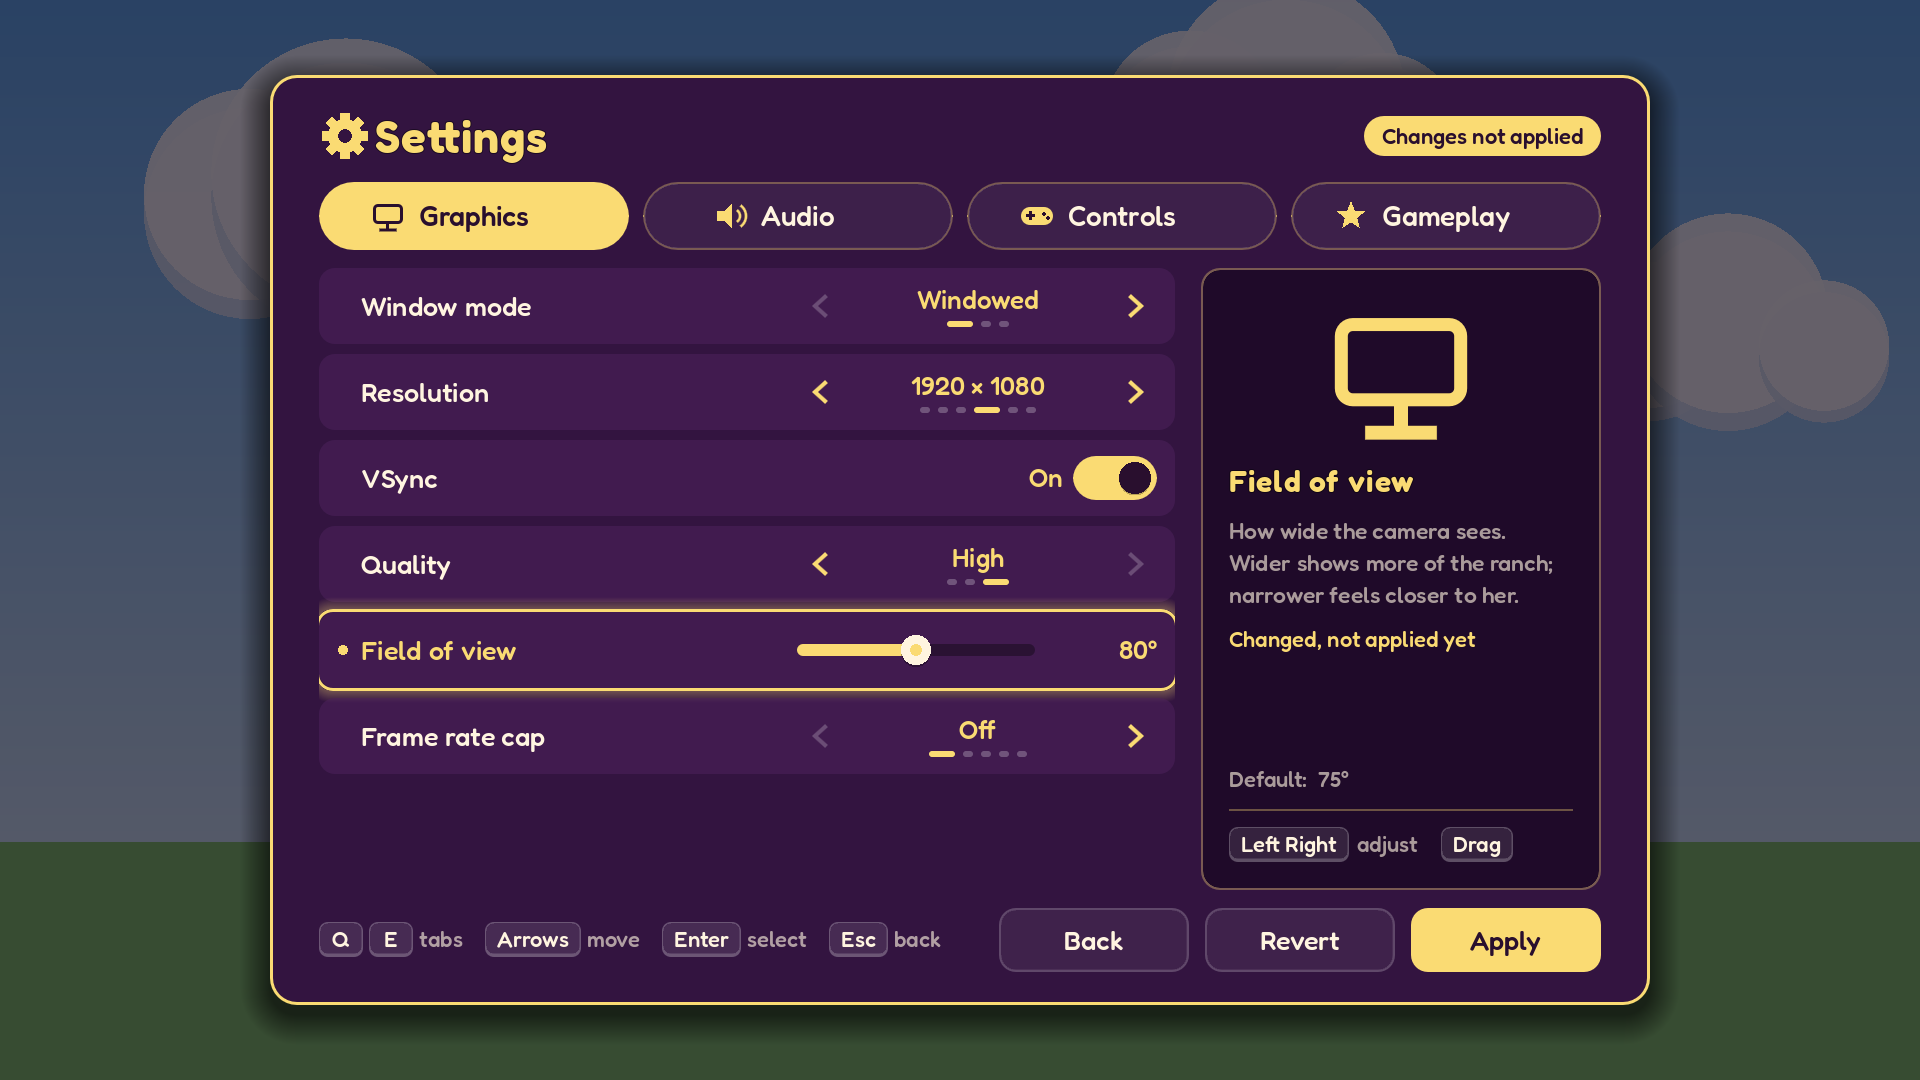 Settings
Changes not applied
Graphics
Audio
Controls
Gameplay
Window mode
Windowed
Resolution
1920 × 1080
VSync
On
Quality
High
Field of view
80°
Frame rate cap
Off
Field of view
How wide the camera sees.
Wider shows more of the ranch;
narrower feels closer to her.
Changed, not applied yet
Default: 75°
Left Right adjust Drag
Q E tabs Arrows move Enter select Esc back
Back
Revert
Apply